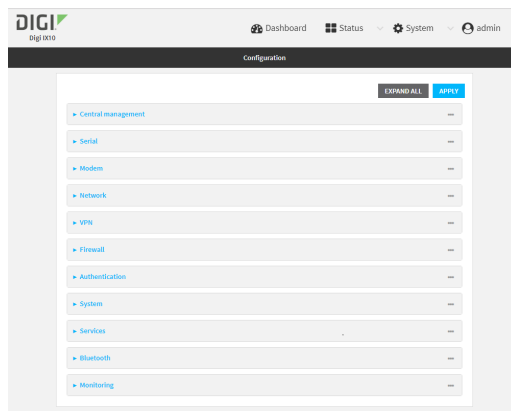 DIGI
Digi IX10
Dashboard
Status
System
admin
Configuration
EXPAND ALL
APPLY
Central management
Serial
Modem
Network
VPN
Firewall
Authentication
System
Services
Bluetooth
Monitoring